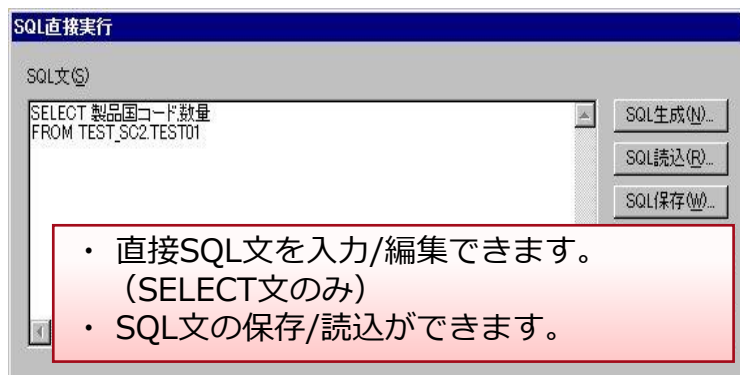 SQL直接実行
SQL文(S)
SELECT 製品国コード,数量
FROM TEST_SC2.TEST01
SQL生成(N)...
SQL読込(R)...
SQL保存(W)...
・ 直接SQL文を入力/編集できます。
（SELECT文のみ）
・ SQL文の保存/読込ができます。